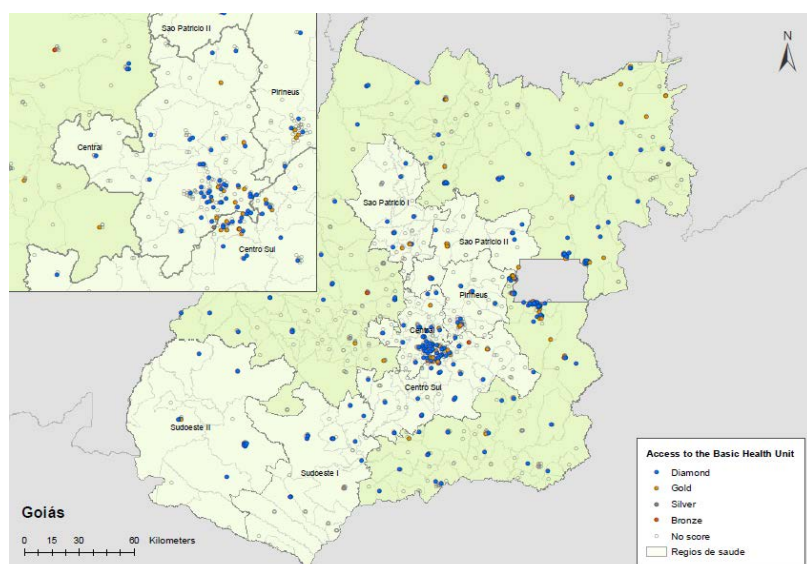 Sao Patricio II
Pirineus
Central
Centro Sul
N
Sao Patricio I
Sao Patricio II
Pirineus
Central
Centro Sul
Sudoeste II
Sudoeste I
Goiás
0 15 30 60 Kilometers
Access to the Basic Health Unit
Diamond
Gold
Silver
Bronze
No score
Regios de saude